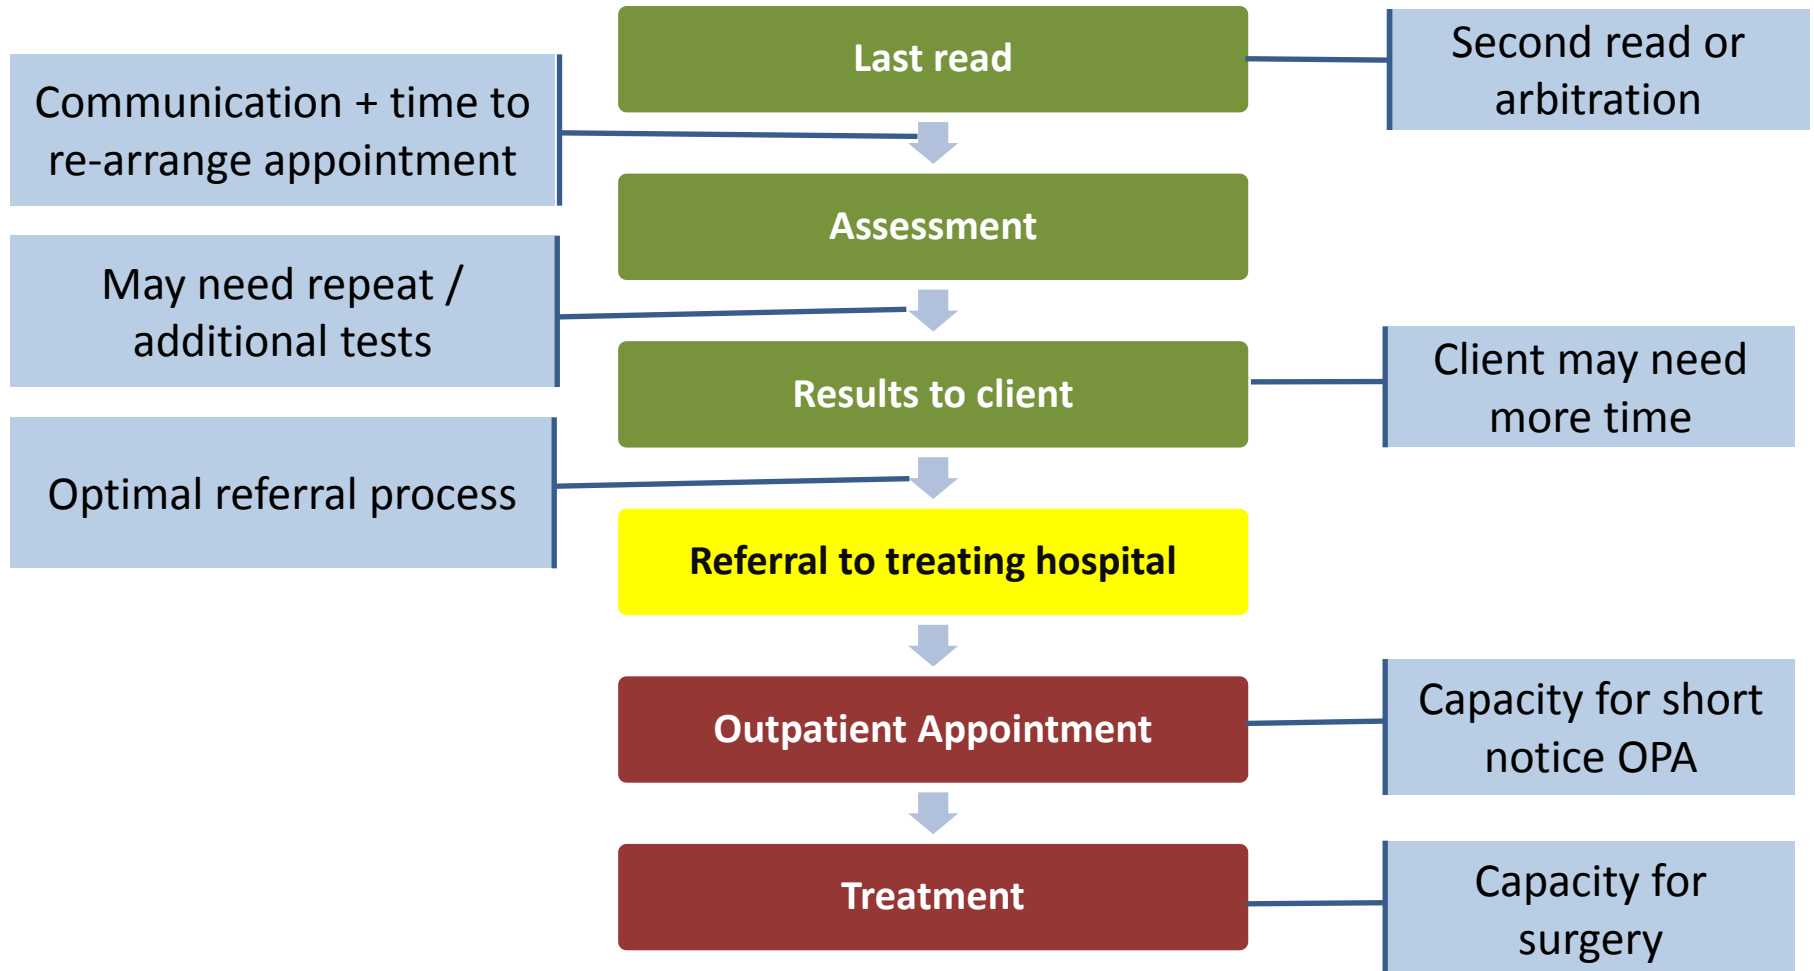 Last read
Second read or
arbitration
Communication + time to
re-arrange appointment
Assessment
May need repeat /
additional tests
Results to client
Client may need
more time
Optimal referral process
Referral to treating hospital
Outpatient Appointment
Capacity for short
notice OPA
Treatment
Capacity for
surgery